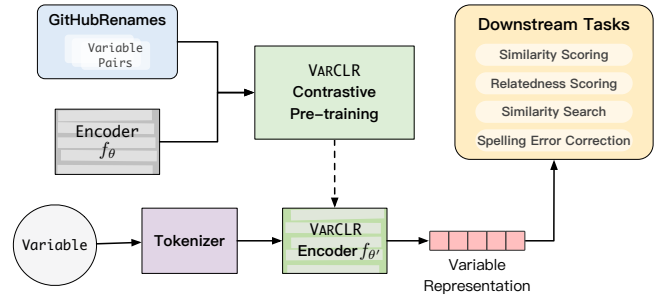 GitHubRenames
Variable
Pairs
Encoder
fθ
VARCLR
Contrastive
Pre-training
Downstream Tasks
Similarity Scoring
Relatedness Scoring
Similarity Search
Spelling Error Correction
Variable
Tokenizer
VARCLR
Encoder fθ′
Variable
Representation